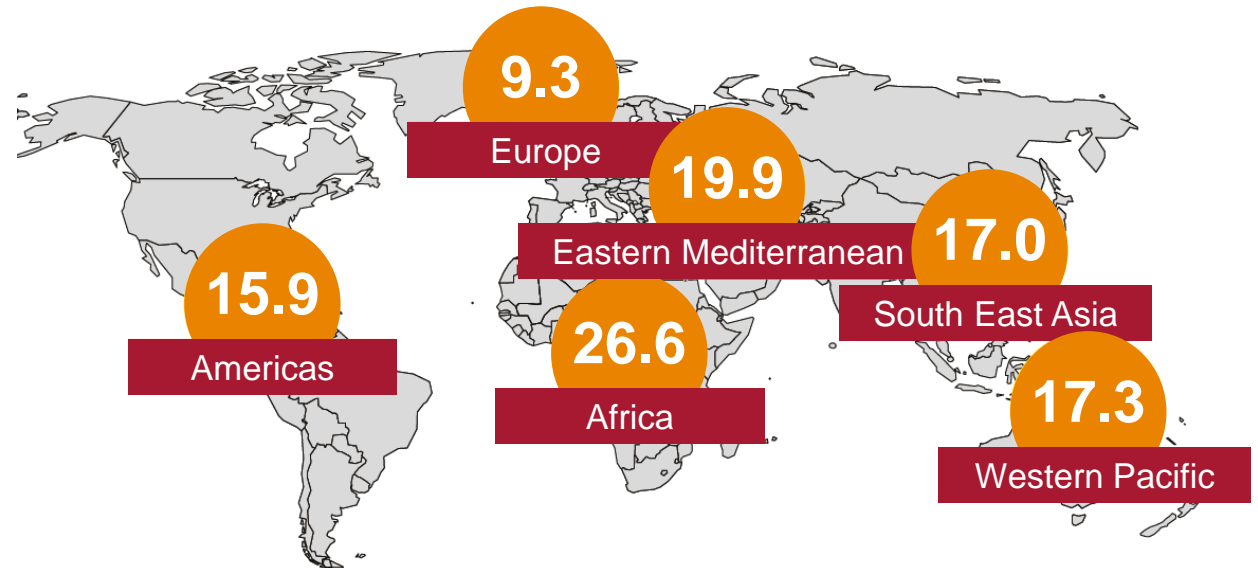 9.3
Europe
19.9
Eastern Mediterranean
17.0
South East Asia
15.9
Americas
26.6
Africa
17.3
Western Pacific